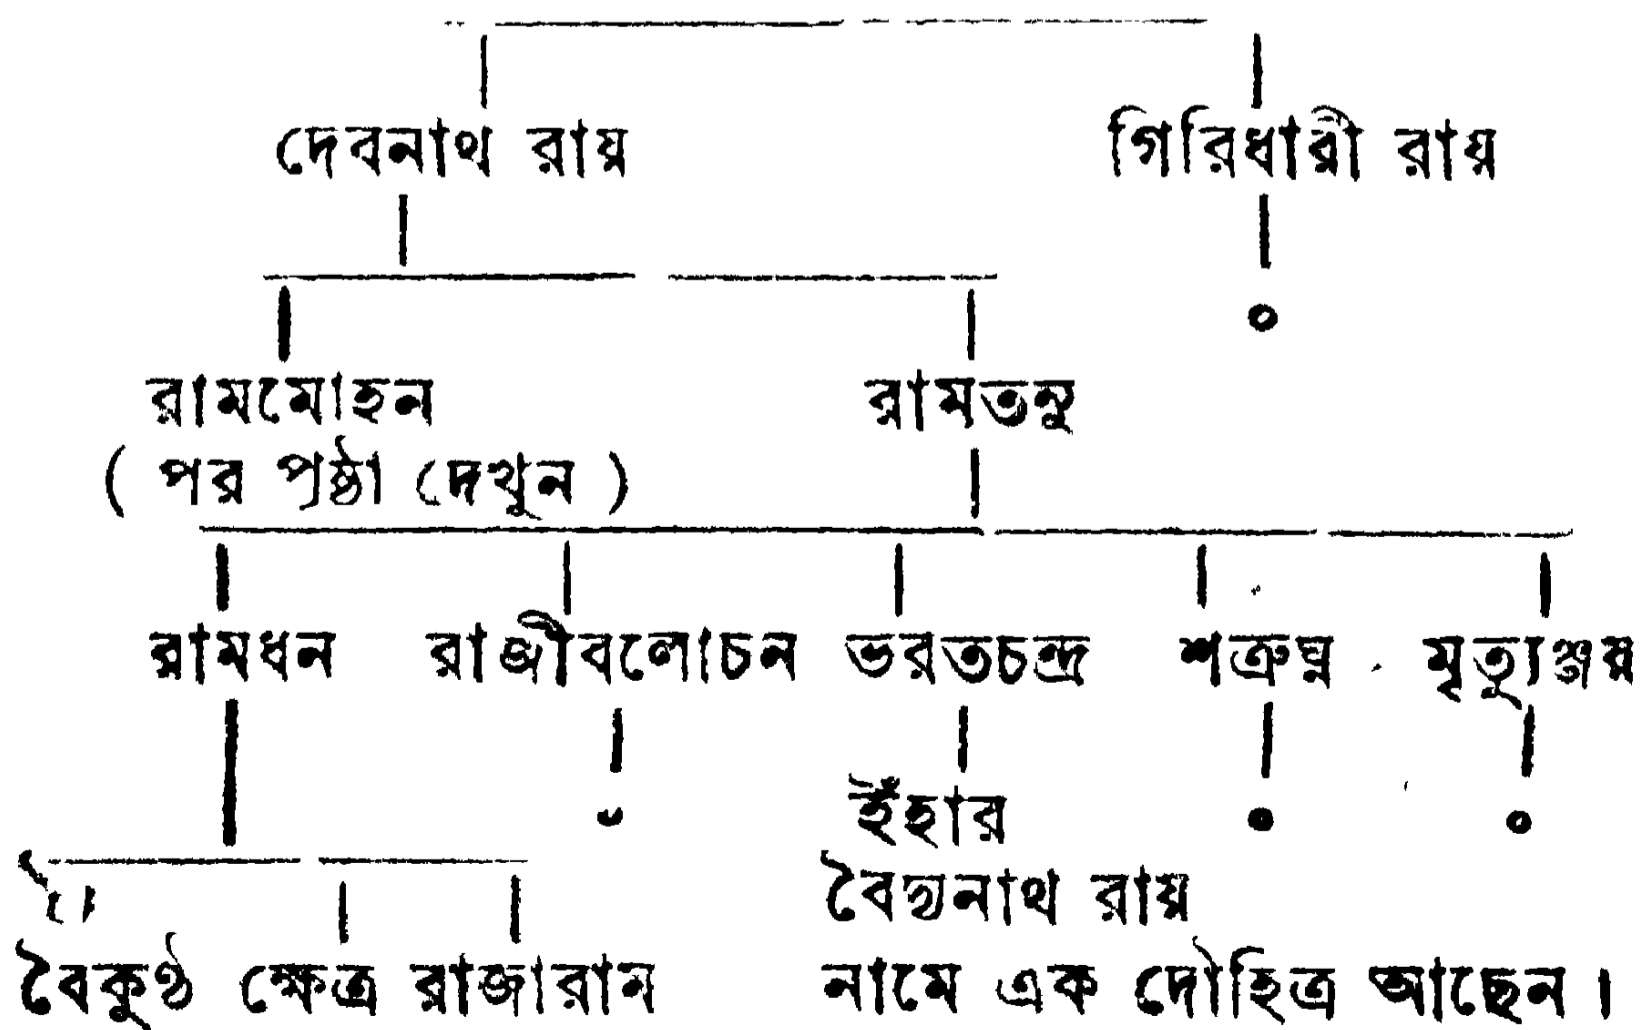 দেবনাথ রায় গিরিধারী রায়
রামমোহন রামতনু
( পর পৃষ্ঠা দেখুন )
রামধন রাজীবলোচন ভরতচন্দ্র শত্রুঘ্ন মৃত্যুঞ্জয়
ইঁহার
বৈদ্যনাথ রায়
বৈকুণ্ঠ ক্ষেত্র রাজারাম নামে এক দৌহিত্র আছেন।